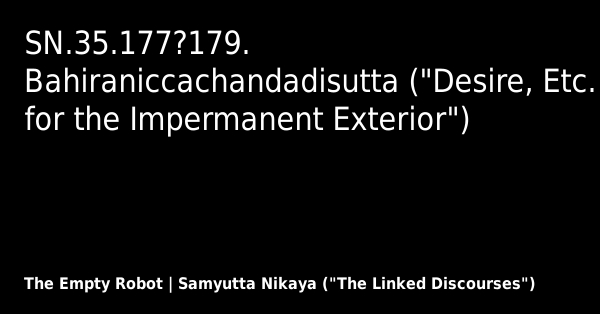 SN.35.177?179.
Bahiraniccachandadisutta ("Desire, Etc.
for the Impermanent Exterior")
The Empty Robot | Samyutta Nikaya ("The Linked Discourses")